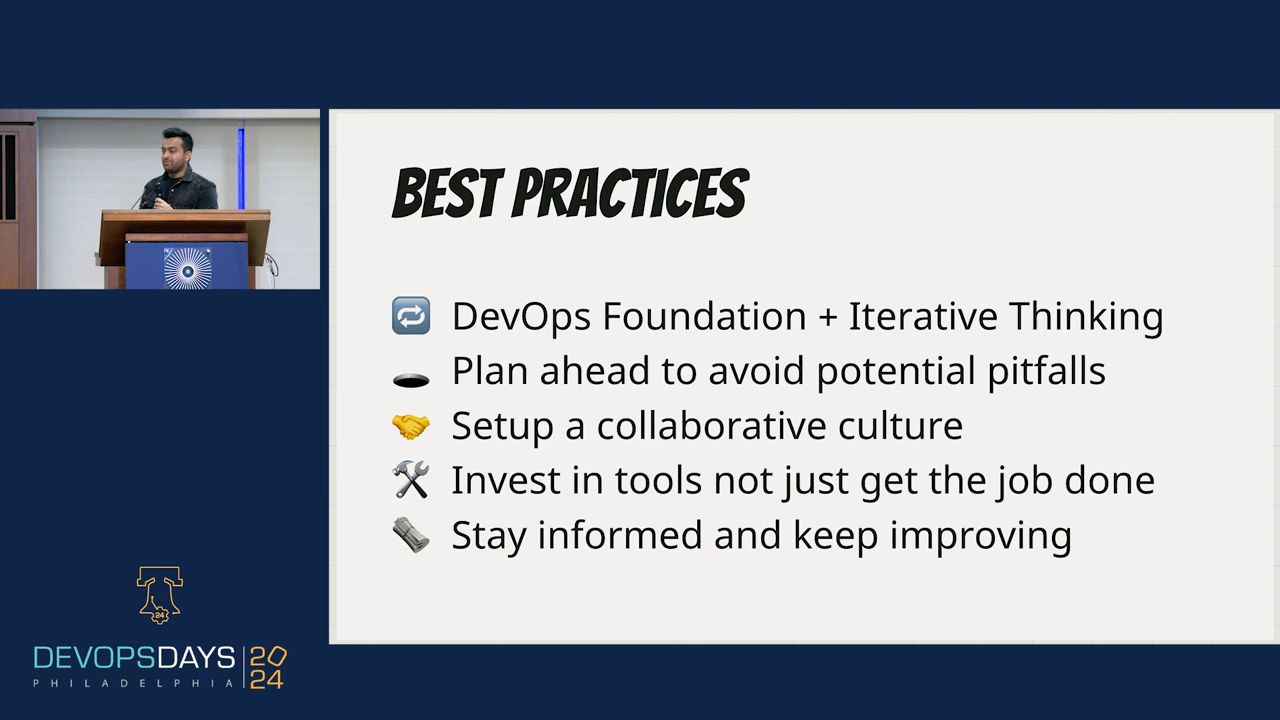 BEST PRACTICES
🔁 DevOps Foundation + Iterative Thinking
🕳️ Plan ahead to avoid potential pitfalls
🤝 Setup a collaborative culture
🛠️ Invest in tools not just get the job done
🗞️ Stay informed and keep improving
24
DEVOPSDAYS 2024
PHILADELPHIA